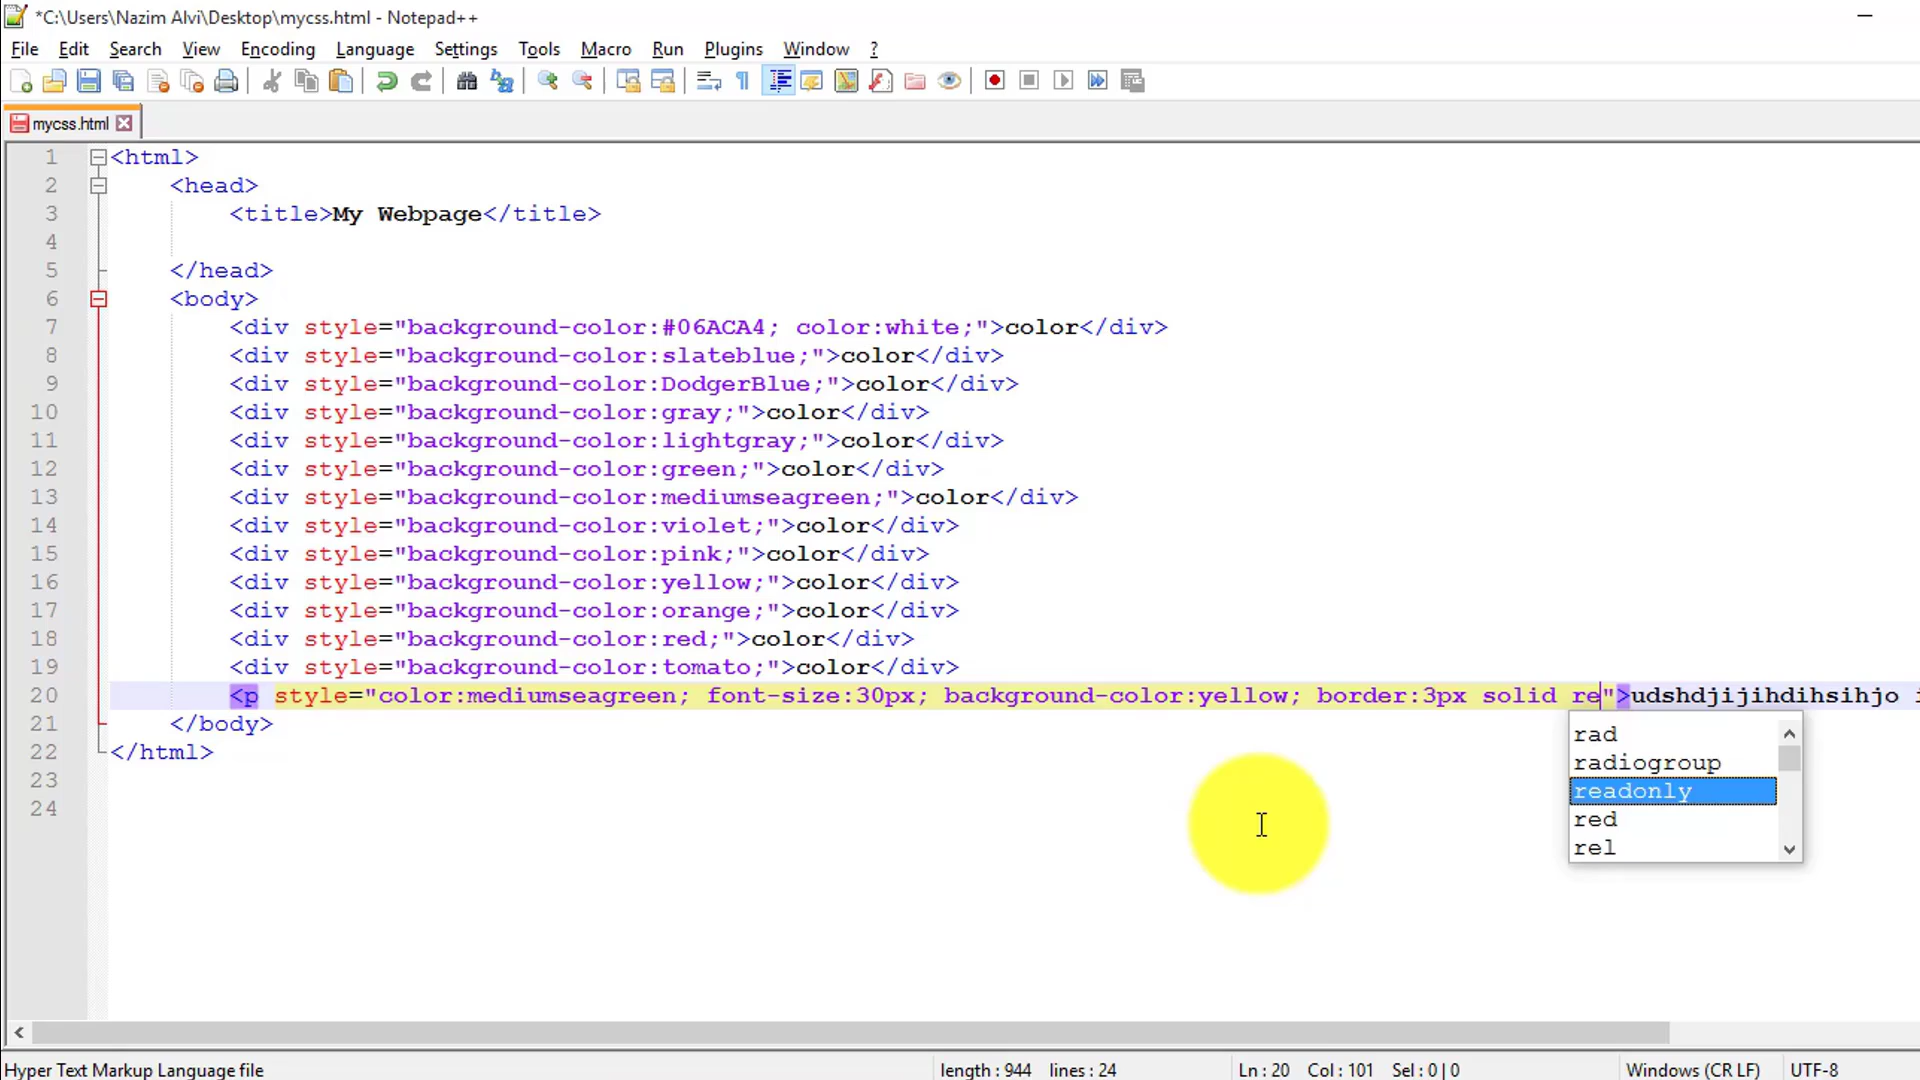 *C:\Users\Nazim Alvi\Desktop\mycss.html - Notepad++
File Edit Search View Encoding Language Settings Tools Macro Run Plugins Window ?
mycss.html
1 <html>
2 <head>
3 <title>My Webpage</title>
4
5 </head>
6 <body>
7 <div style="background-color:#06ACA4; color:white;">color</div>
8 <div style="background-color:slateblue;">color</div>
9 <div style="background-color:DodgerBlue;">color</div>
10 <div style="background-color:gray;">color</div>
11 <div style="background-color:lightgray;">color</div>
12 <div style="background-color:green;">color</div>
13 <div style="background-color:mediumseagreen;">color</div>
14 <div style="background-color:violet;">color</div>
15 <div style="background-color:pink;">color</div>
16 <div style="background-color:yellow;">color</div>
17 <div style="background-color:orange;">color</div>
18 <div style="background-color:red;">color</div>
19 <div style="background-color:tomato;">color</div>
20 <p style="color:mediumseagreen; font-size:30px; background-color:yellow; border:3px solid re">udshdjijihdihsihjo
21 </body>
22 </html>
23
24
rad
radiogroup
readonly
red
rel
Hyper Text Markup Language file length : 944 lines : 24 Ln : 20 Col : 101 Sel : 0 | 0 Windows (CR LF) UTF-8